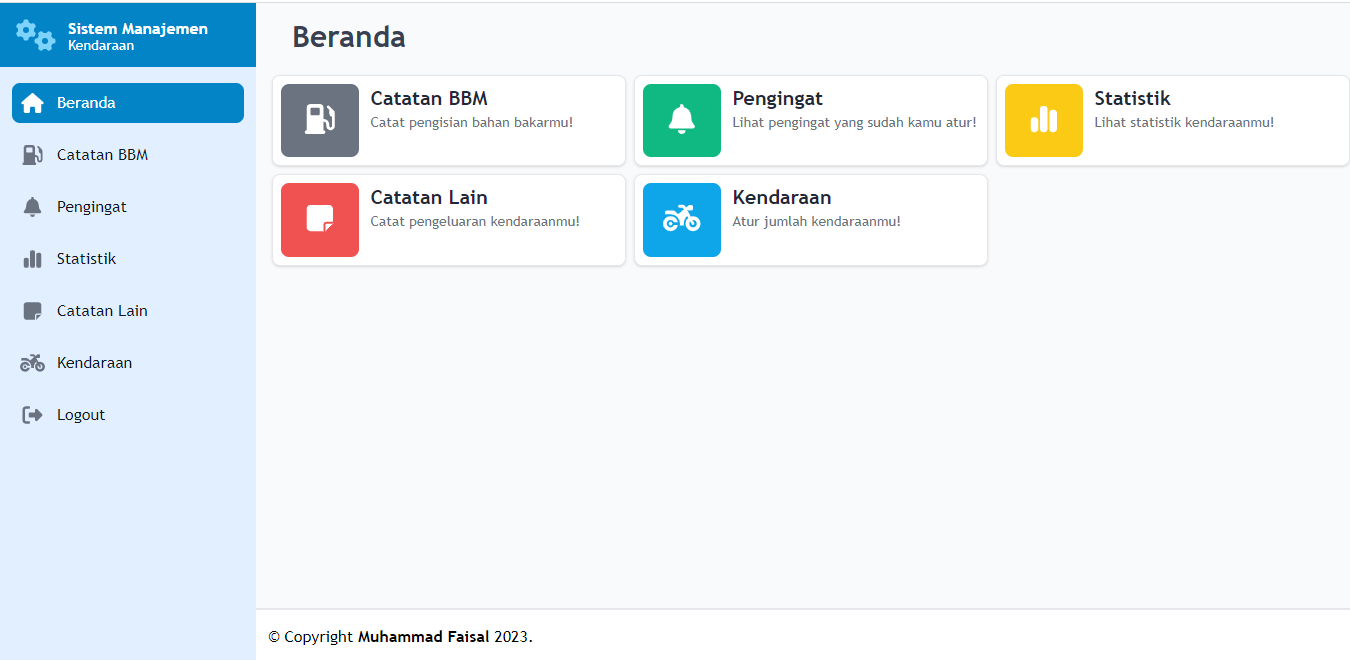 Sistem Manajemen
Kendaraan
Beranda
Catatan BBM
Pengingat
Statistik
Catatan Lain
Kendaraan
Logout
Beranda
Catatan BBM
Catat pengisian bahan bakarmu!
Pengingat
Lihat pengingat yang sudah kamu atur!
Statistik
Lihat statistik kendaraanmu!
Catatan Lain
Catat pengeluaran kendaraanmu!
Kendaraan
Atur jumlah kendaraanmu!
© Copyright Muhammad Faisal 2023.